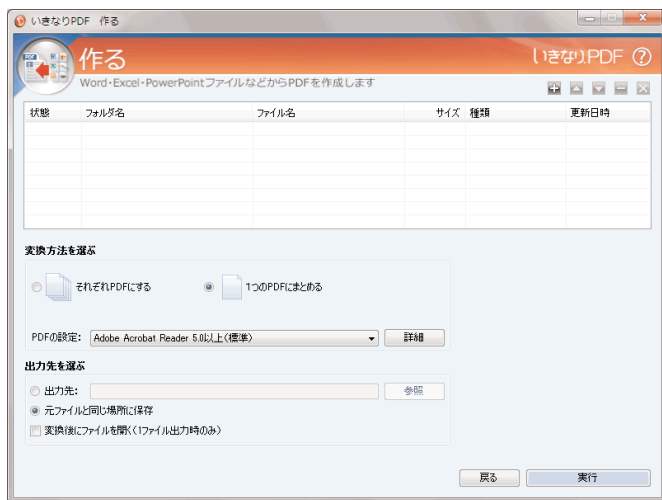 いきなりPDF 作る
作る
いきなりPDF ?
Word・Excel・PowerPointファイルなどからPDFを作成します
状態 フォルダ名 ファイル名 サイズ 種類 更新日時
変換方法を選ぶ
それぞれPDFにする 1つのPDFにまとめる
PDFの設定: Adobe Acrobat Reader 5.0以上(標準) 詳細
出力先を選ぶ
出力先: 参照
元ファイルと同じ場所に保存
変換後にファイルを開く(1ファイル出力時のみ)
戻る 実行